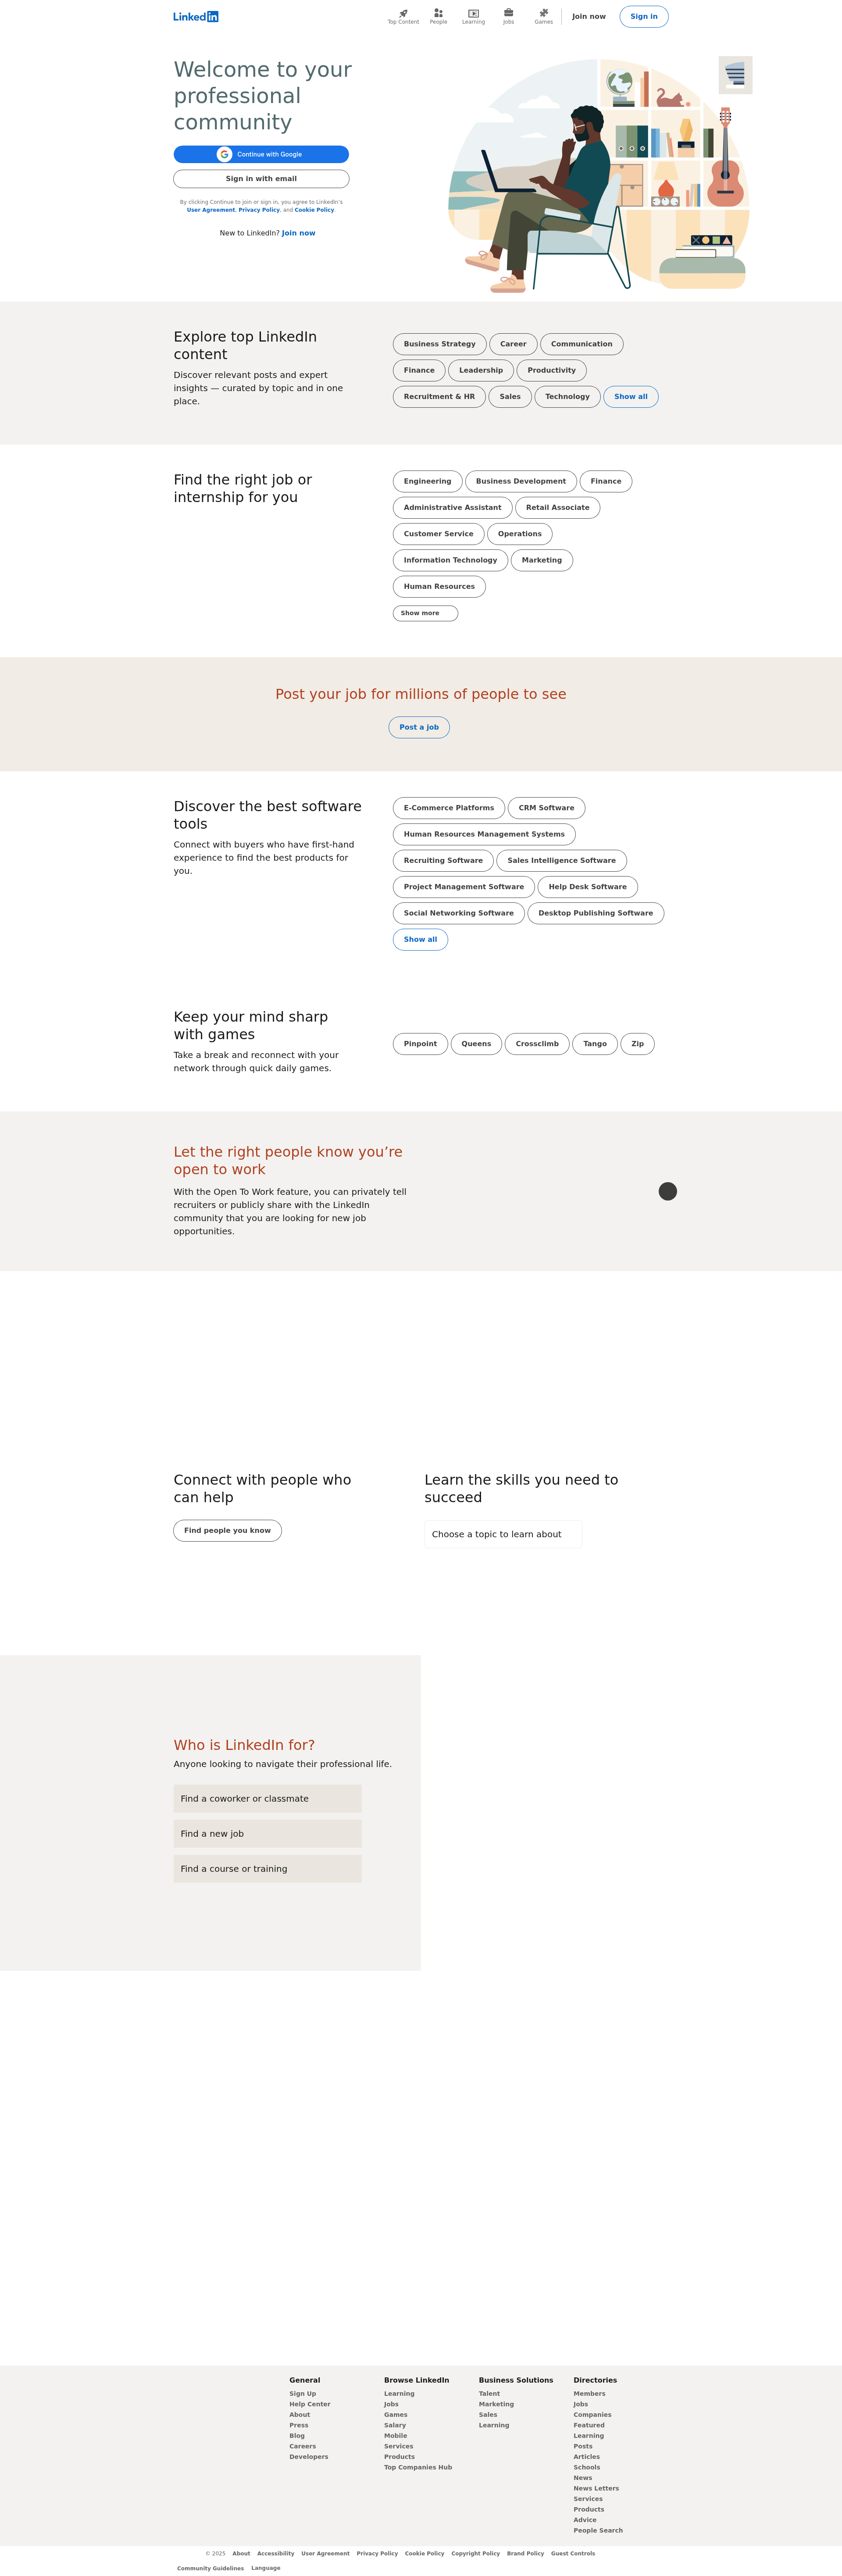 LinkedIn
Top Content
People
Learning
Jobs
Games
Join now
Sign in
Welcome to your
professional
community
Continue with Google
Sign in with email
By clicking Continue to join or sign in, you agree to LinkedIn's
User Agreement, Privacy Policy, and Cookie Policy
New to LinkedIn? Join now
Explore top LinkedIn
content
Discover relevant posts and expert
insights — curated by topic and in one
place.
Business Strategy Career Communication
Finance Leadership Productivity
Recruitment & HR Sales Technology Show all
Find the right job or
internship for you
Engineering Business Development Finance
Administrative Assistant Retail Associate
Customer Service Operations
Information Technology Marketing
Human Resources
Show more
Post your job for millions of people to see
Post a job
Discover the best software
tools
Connect with buyers who have first-hand
experience to find the best products for
you.
E-Commerce Platforms CRM Software
Human Resources Management Systems
Recruiting Software Sales Intelligence Software
Project Management Software Help Desk Software
Social Networking Software Desktop Publishing Software
Show all
Keep your mind sharp
with games
Take a break and reconnect with your
network through quick daily games.
Pinpoint Queens Crossclimb Tango Zip
Let the right people know you’re
open to work
With the Open To Work feature, you can privately tell
recruiters or publicly share with the LinkedIn
community that you are looking for new job
opportunities.
Connect with people who
can help
Find people you know
Learn the skills you need to
succeed
Choose a topic to learn about
Who is LinkedIn for?
Anyone looking to navigate their professional life.
Find a coworker or classmate
Find a new job
Find a course or training
General
Sign Up
Help Center
About
Press
Blog
Careers
Developers
Browse LinkedIn
Learning
Jobs
Games
Salary
Mobile
Services
Products
Top Companies Hub
Business Solutions
Talent
Marketing
Sales
Learning
Directories
Members
Jobs
Companies
Featured
Learning
Posts
Articles
Schools
News
News Letters
Services
Products
Advice
People Search
© 2025 About Accessibility User Agreement Privacy Policy Cookie Policy Copyright Policy Brand Policy Guest Controls
Community Guidelines Language